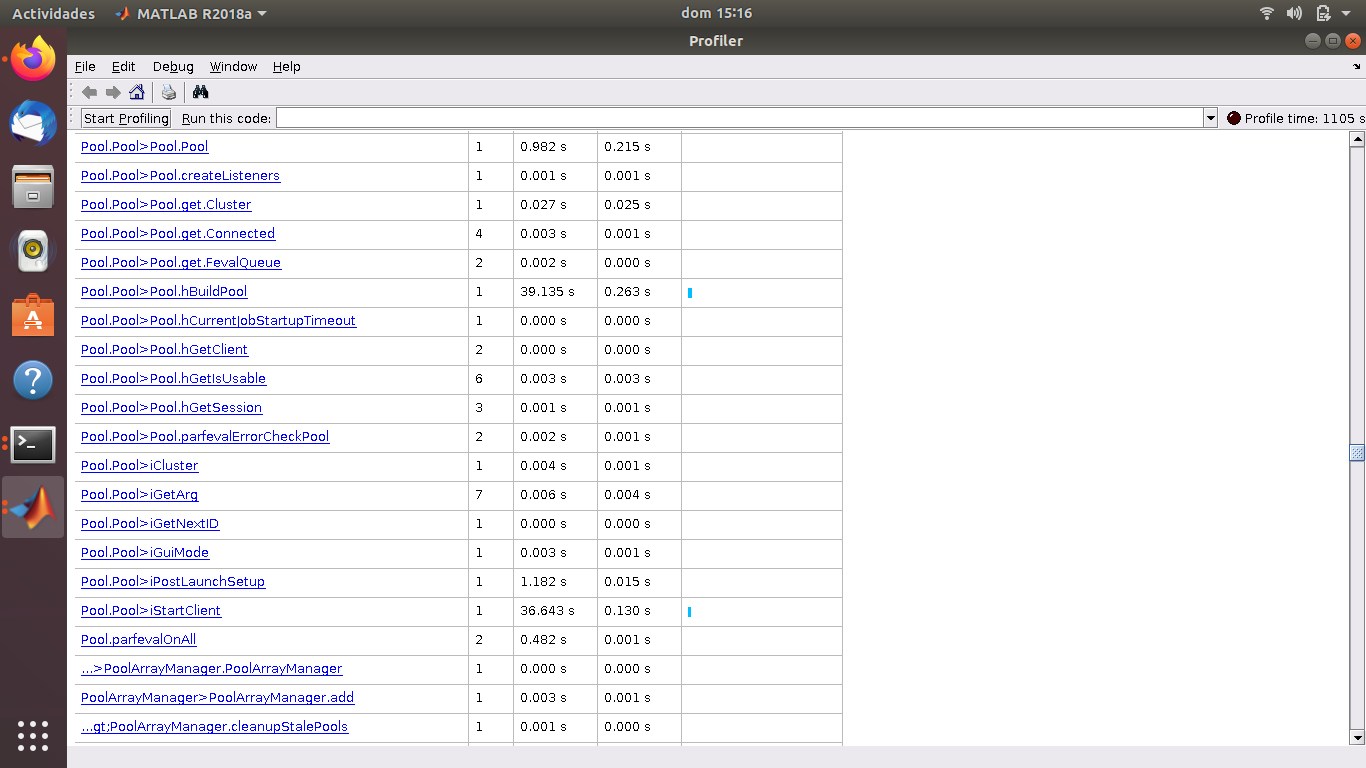 Actividades MATLAB R2018a dom 15:16
Profiler
File Edit Debug Window Help
Start Profiling Run this code: Profile time: 1105 s
Pool.Pool>Pool.Pool 1 0.982 s 0.215 s
Pool.Pool>Pool.createListeners 1 0.001 s 0.001 s
Pool.Pool>Pool.get.Cluster 1 0.027 s 0.025 s
Pool.Pool>Pool.get.Connected 4 0.003 s 0.001 s
Pool.Pool>Pool.get.FevalQueue 2 0.002 s 0.000 s
Pool.Pool>Pool.hBuildPool 1 39.135 s 0.263 s
Pool.Pool>Pool.hCurrentJobStartupTimeout 1 0.000 s 0.000 s
Pool.Pool>Pool.hGetClient 2 0.000 s 0.000 s
Pool.Pool>Pool.hGetIsUsable 6 0.003 s 0.003 s
Pool.Pool>Pool.hGetSession 3 0.001 s 0.001 s
Pool.Pool>Pool.parfevalErrorCheckPool 2 0.002 s 0.001 s
Pool.Pool>iCluster 1 0.004 s 0.001 s
Pool.Pool>iGetArg 7 0.006 s 0.004 s
Pool.Pool>iGetNextID 1 0.000 s 0.000 s
Pool.Pool>iGuiMode 1 0.003 s 0.001 s
Pool.Pool>iPostLaunchSetup 1 1.182 s 0.015 s
Pool.Pool>iStartClient 1 36.643 s 0.130 s
Pool.parfevalOnAll 2 0.482 s 0.001 s
...>PoolArrayManager.PoolArrayManager 1 0.000 s 0.000 s
PoolArrayManager>PoolArrayManager.add 1 0.003 s 0.001 s
...gt;PoolArrayManager.cleanupStalePools 1 0.001 s 0.000 s